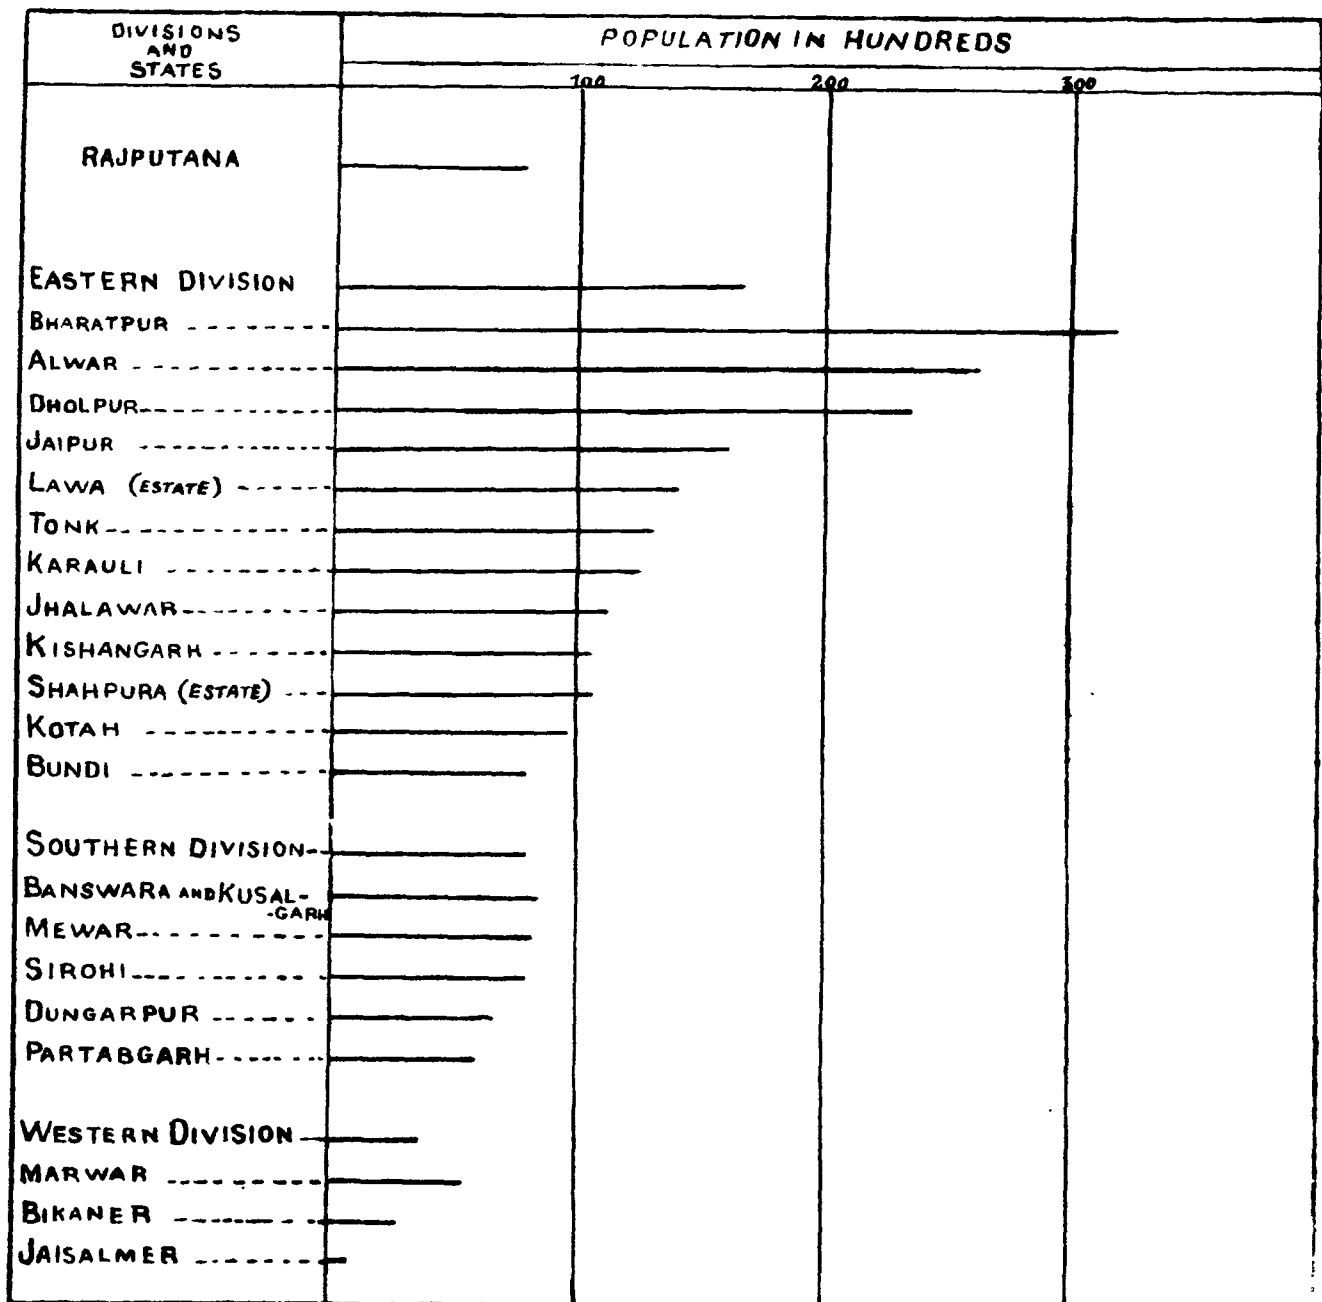 DIVISIONS
AND
STATES
POPULATION IN HUNDREDS
100 200 300
RAJPUTANA
EASTERN DIVISION
BHARATPUR
ALWAR
DHOLPUR
JAIPUR
LAWA (ESTATE)
TONK
KARAULI
JHALAWAR
KISHANGARH
SHAHPURA (ESTATE)
KOTAH
BUNDI
SOUTHERN DIVISION
BANSWARA AND KUSAL-
-GARH
MEWAR
SIROHI
DUNGARPUR
PARTABGARH
WESTERN DIVISION
MARWAR
BIKANER
JAISALMER